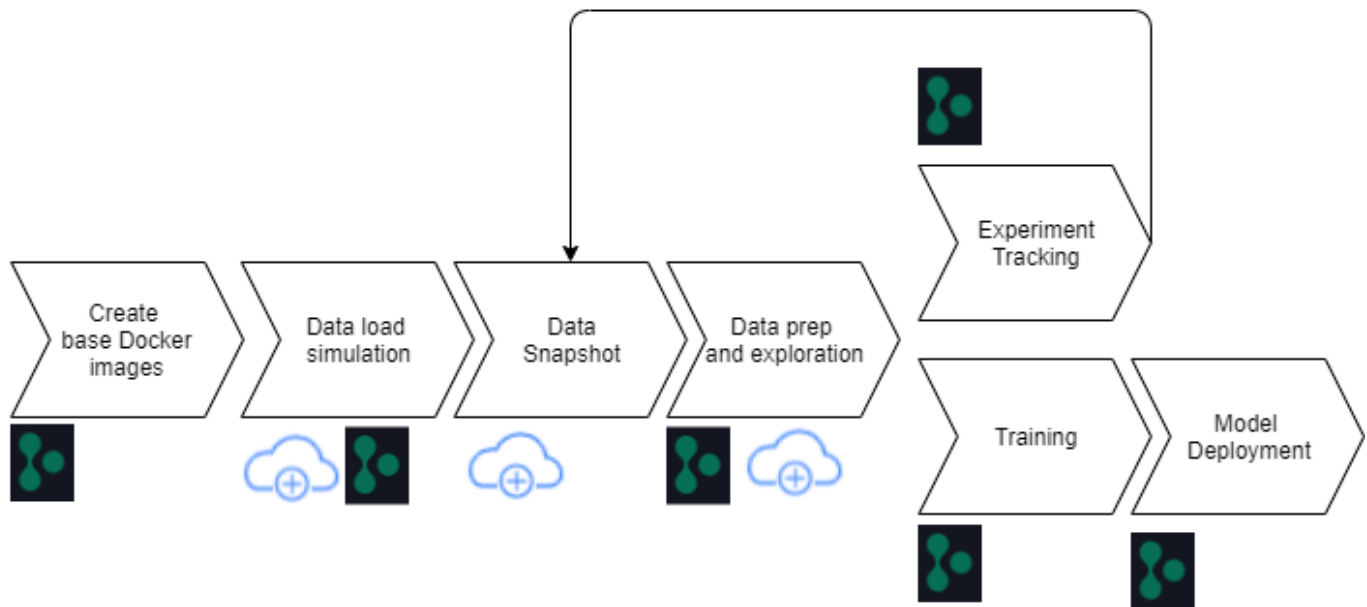 Create
base Docker
images
Data load
simulation
Data
Snapshot
Data prep
and exploration
Experiment
Tracking
Training
Model
Deployment